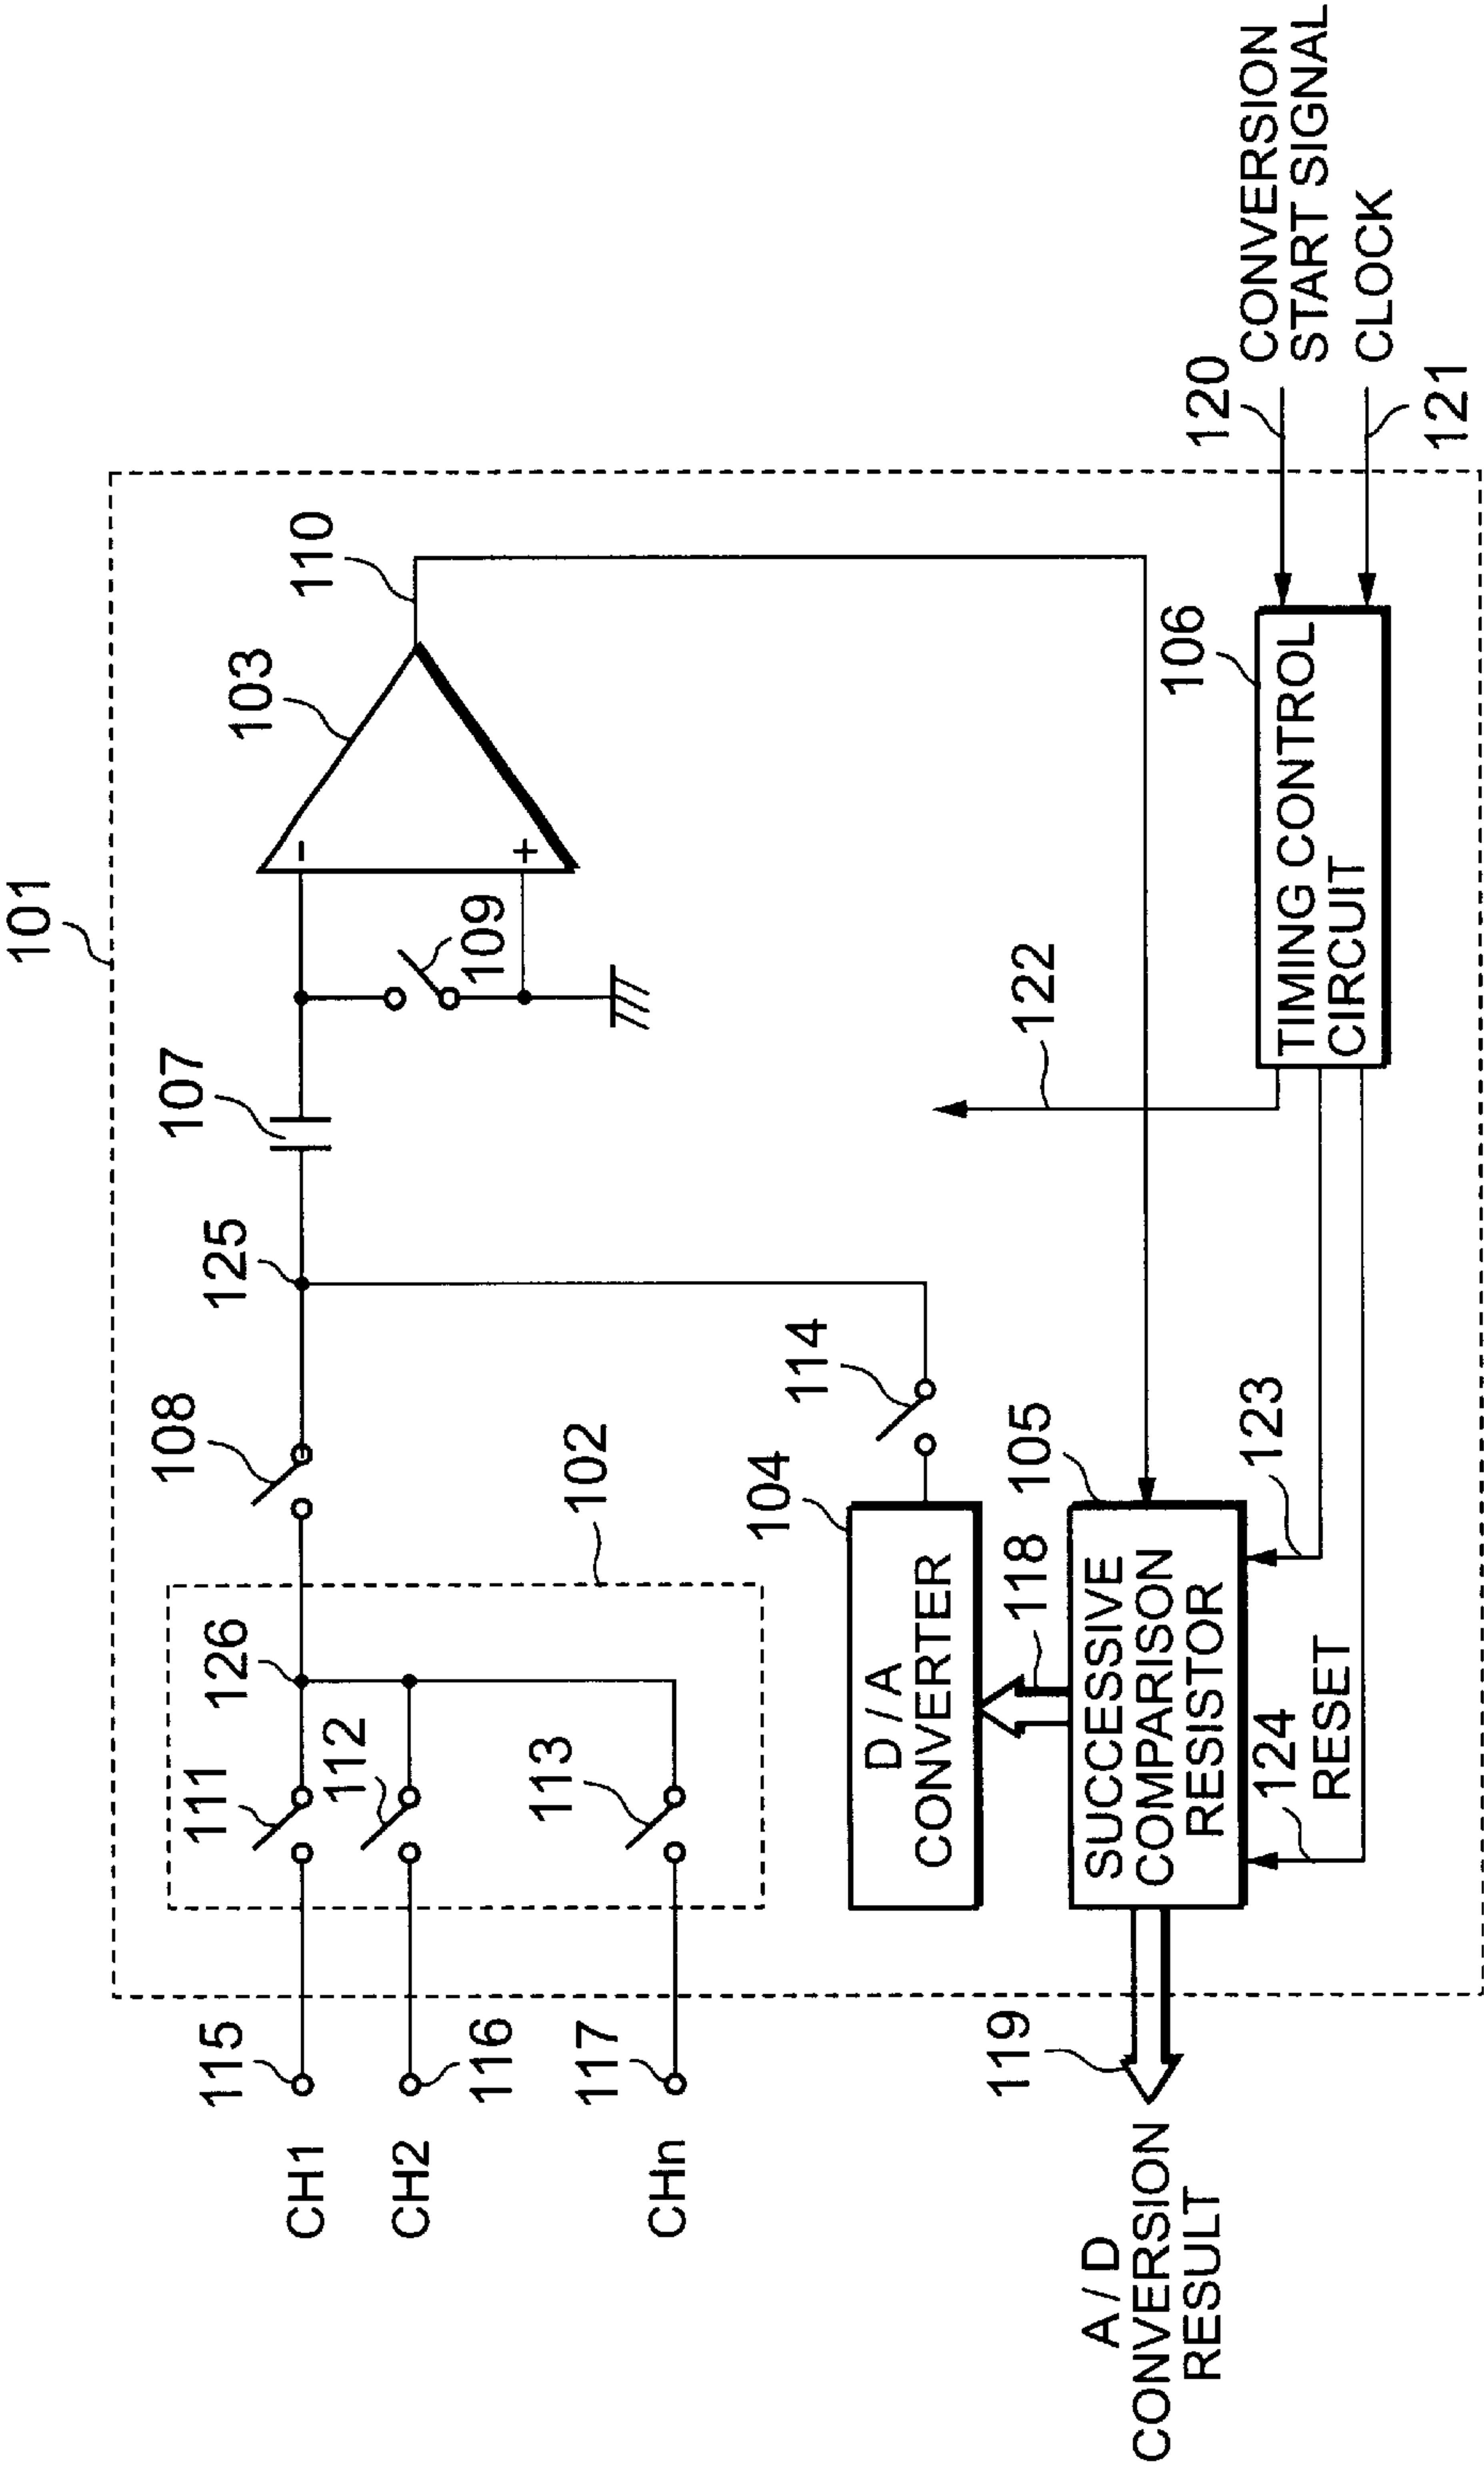 101
103
110
107
109
125
108
126
102
111
112
113
115
CH1
116
CH2
117
CHn
114
104
D / A
CONVERTER
118
105
SUCCESSIVE
COMPARISON
RESISTOR
119
A / D
CONVERSION
RESULT
122
123
124
RESET
106
TIMING CONTROL
CIRCUIT
120
CONVERSION
START SIGNAL
CLOCK
121
-
+